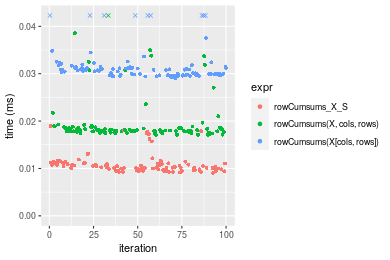 0.04
0.03
0.02
0.01
0.00
time (ms)
0
25
50
75
100
iteration
expr
rowCumsums_X_S
rowCumsums(X, cols, rows)
rowCumsums(X[cols, rows])